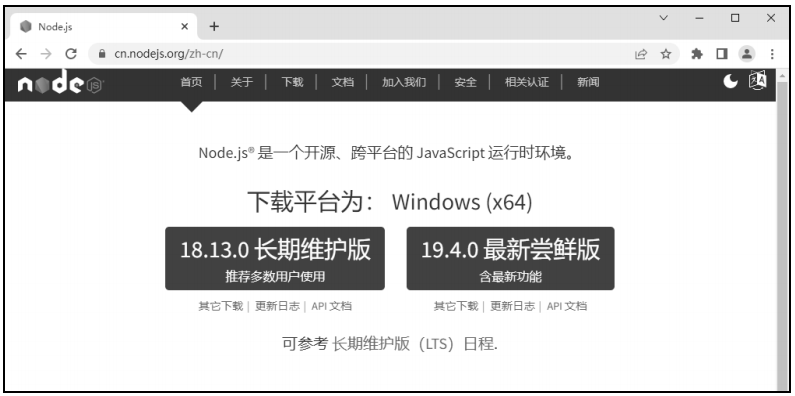 Node.js
cn.nodejs.org/zh-cn/
node JS
首页 | 关于 | 下载 | 文档 | 加入我们 | 安全 | 相关认证 | 新闻
Node.js® 是一个开源、跨平台的 JavaScript 运行时环境。
下载平台为： Windows (x64)
18.13.0 长期维护版
推荐多数用户使用
19.4.0 最新尝鲜版
含最新功能
其它下载 | 更新日志 | API 文档
其它下载 | 更新日志 | API 文档
可参考 长期维护版（LTS）日程.